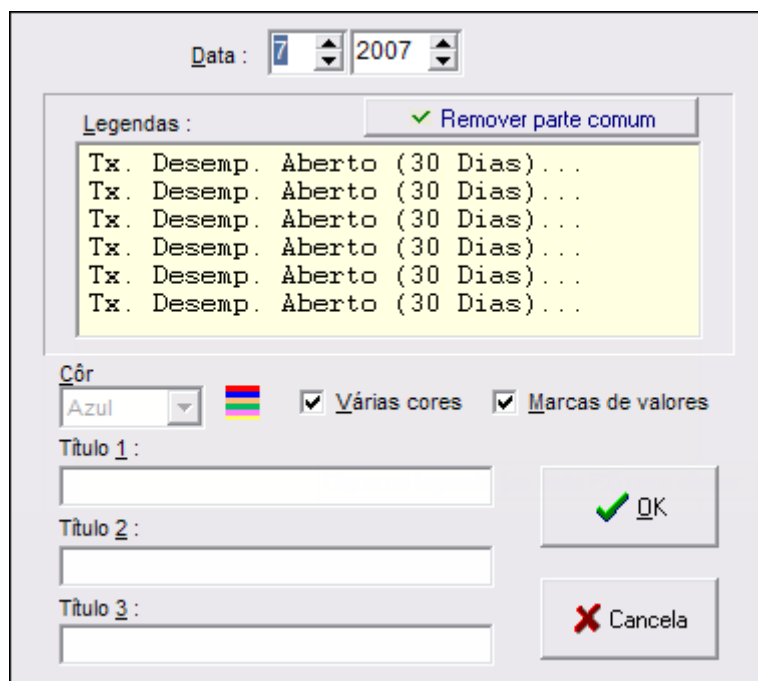 Data : 7 2007
Legendas : Remover parte comum
Tx. Desemp. Aberto (30 Dias)...
Tx. Desemp. Aberto (30 Dias)...
Tx. Desemp. Aberto (30 Dias)...
Tx. Desemp. Aberto (30 Dias)...
Tx. Desemp. Aberto (30 Dias)...
Tx. Desemp. Aberto (30 Dias)...
Côr
Azul Várias cores Marcas de valores
Título 1 :
OK
Título 2 :
Título 3 :
Cancela